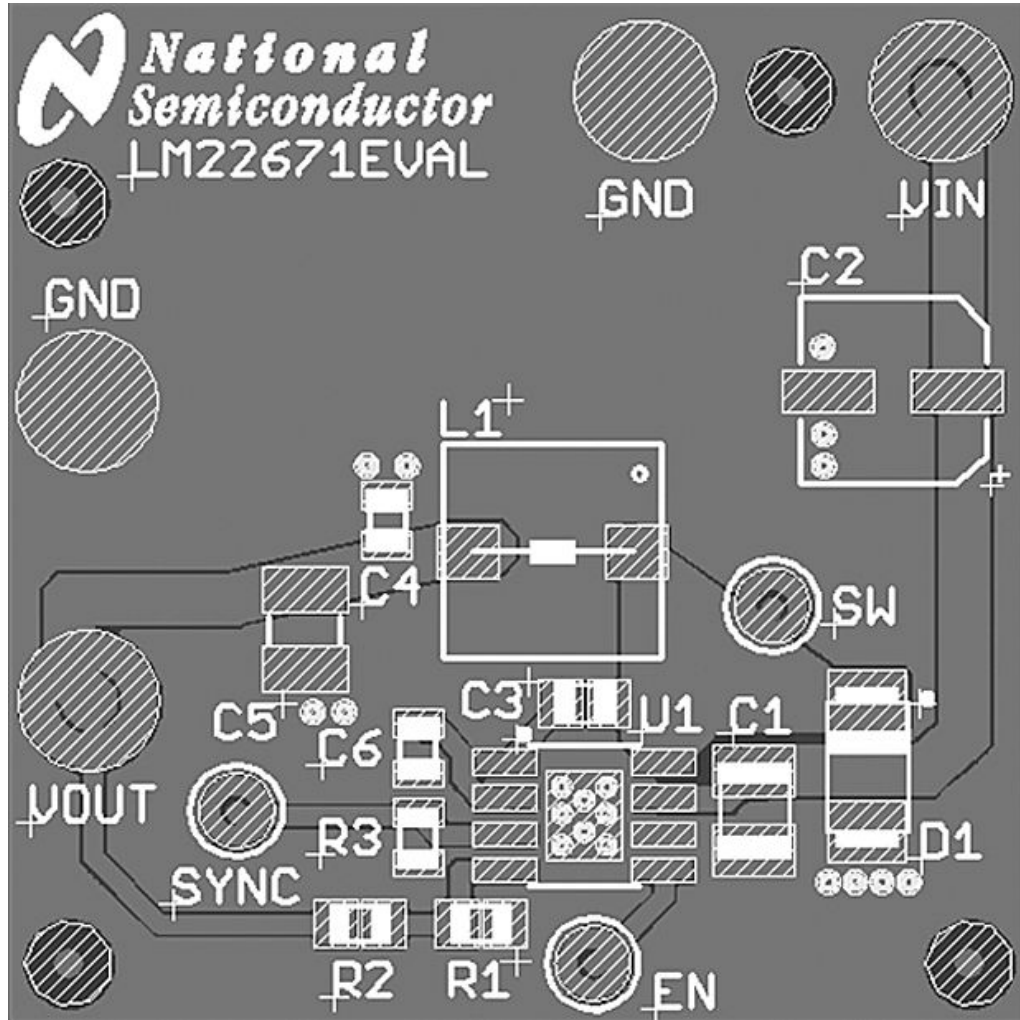 National
Semiconductor
LM22671EVAL
GND
VIN
C2
GND
L1
C4
SW
C3
U1
C1
C5
C6
VOUT
R3
D1
SYNC
R2
R1
EN